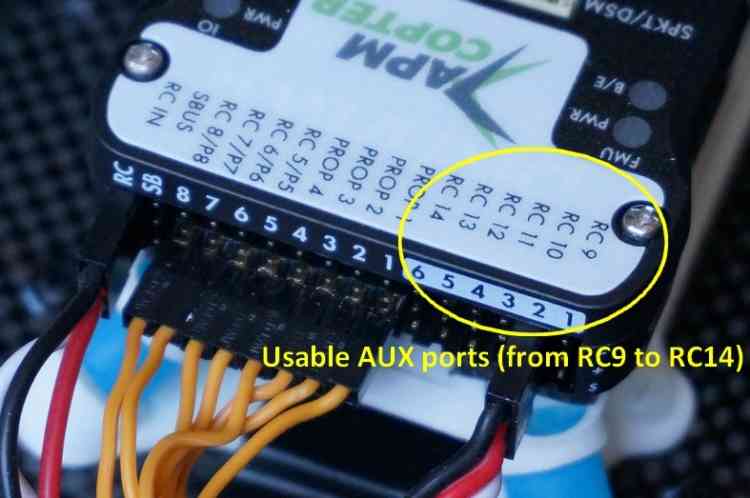 SPKT/DSM
PWR
IO
APM
COPTER
B/E
PWR
FMU
RC IN
SBUS
RC 8/P8
RC 7/P7
RC 6/P6
RC 5/P5
PROP 4
PROP 3
PROP 2
PROP 1
RC 14
RC 13
RC 12
RC 11
RC 10
RC 9
RC SB 8 7 6 5 4 3 2 1 6 5 4 3 2 1
Usable AUX ports (from RC9 to RC14)